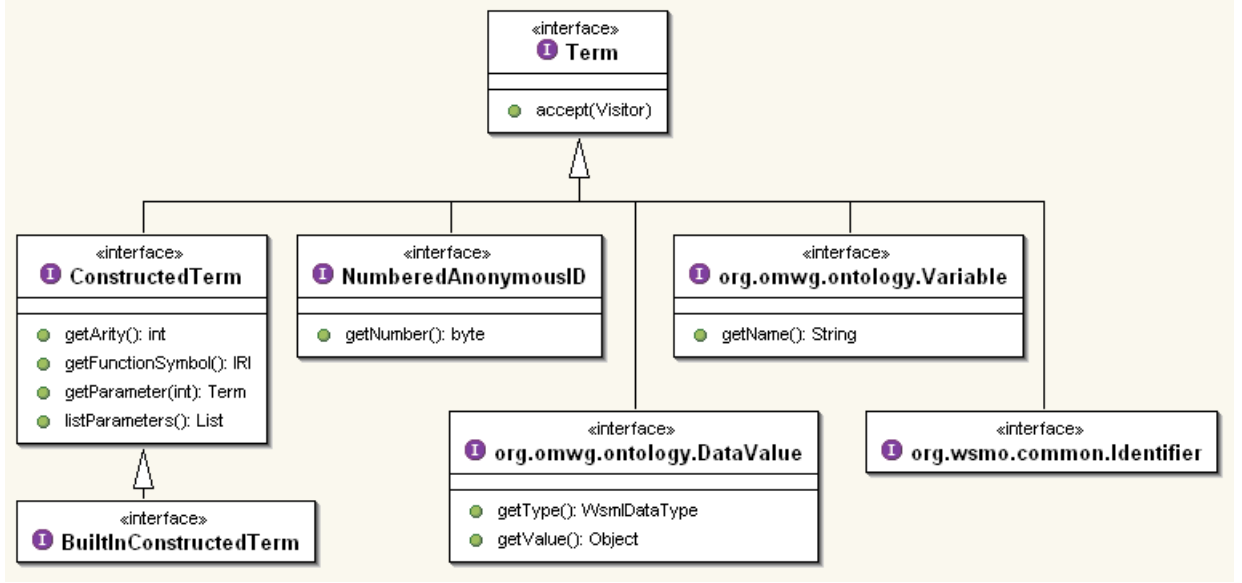 «interface»
I Term
accept(Visitor)
«interface»
I ConstructedTerm
getArity(): int
getFunctionSymbol(): IRI
getParameter(int): Term
listParameters(): List
«interface»
I NumberedAnonymousID
getNumber(): byte
«interface»
I org.omwg.ontology.Variable
getName(): String
«interface»
I org.omwg.ontology.DataValue
getType(): WsmlDataType
getValue(): Object
«interface»
I org.wsmo.common.Identifier
«interface»
I BuiltInConstructedTerm